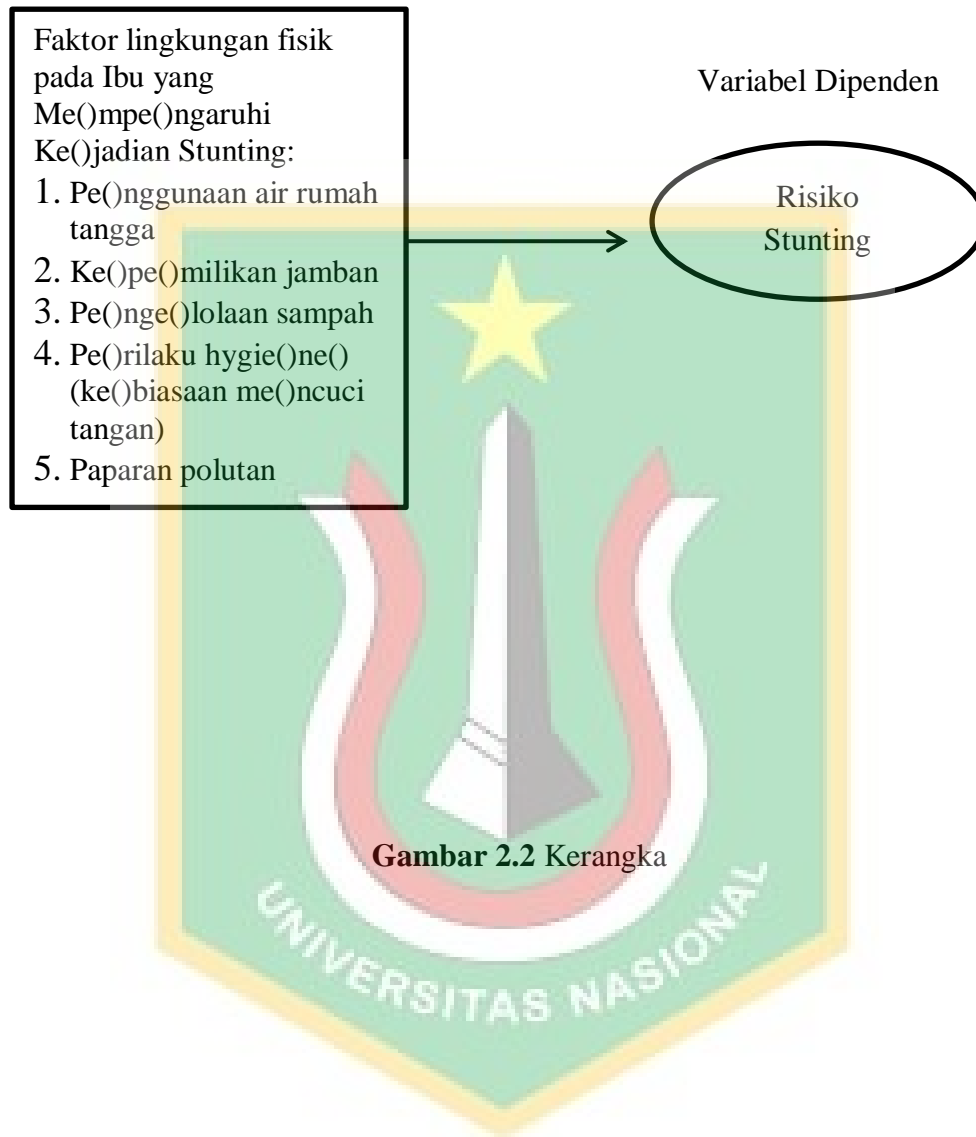 Faktor lingkungan fisik
pada Ibu yang
Me()mpe()ngaruhi
Ke()jadian Stunting:
1. Pe()nggunaan air rumah
tangga
2. Ke()pe()milikan jamban
3. Pe()nge()lolaan sampah
4. Pe()rilaku hygie()ne()
(ke()biasaan me()ncuci
tangan)
5. Paparan polutan
Variabel Dipenden
Risiko
Stunting
Gambar 2.2 Kerangka
UNIVERSITAS NASIONAL